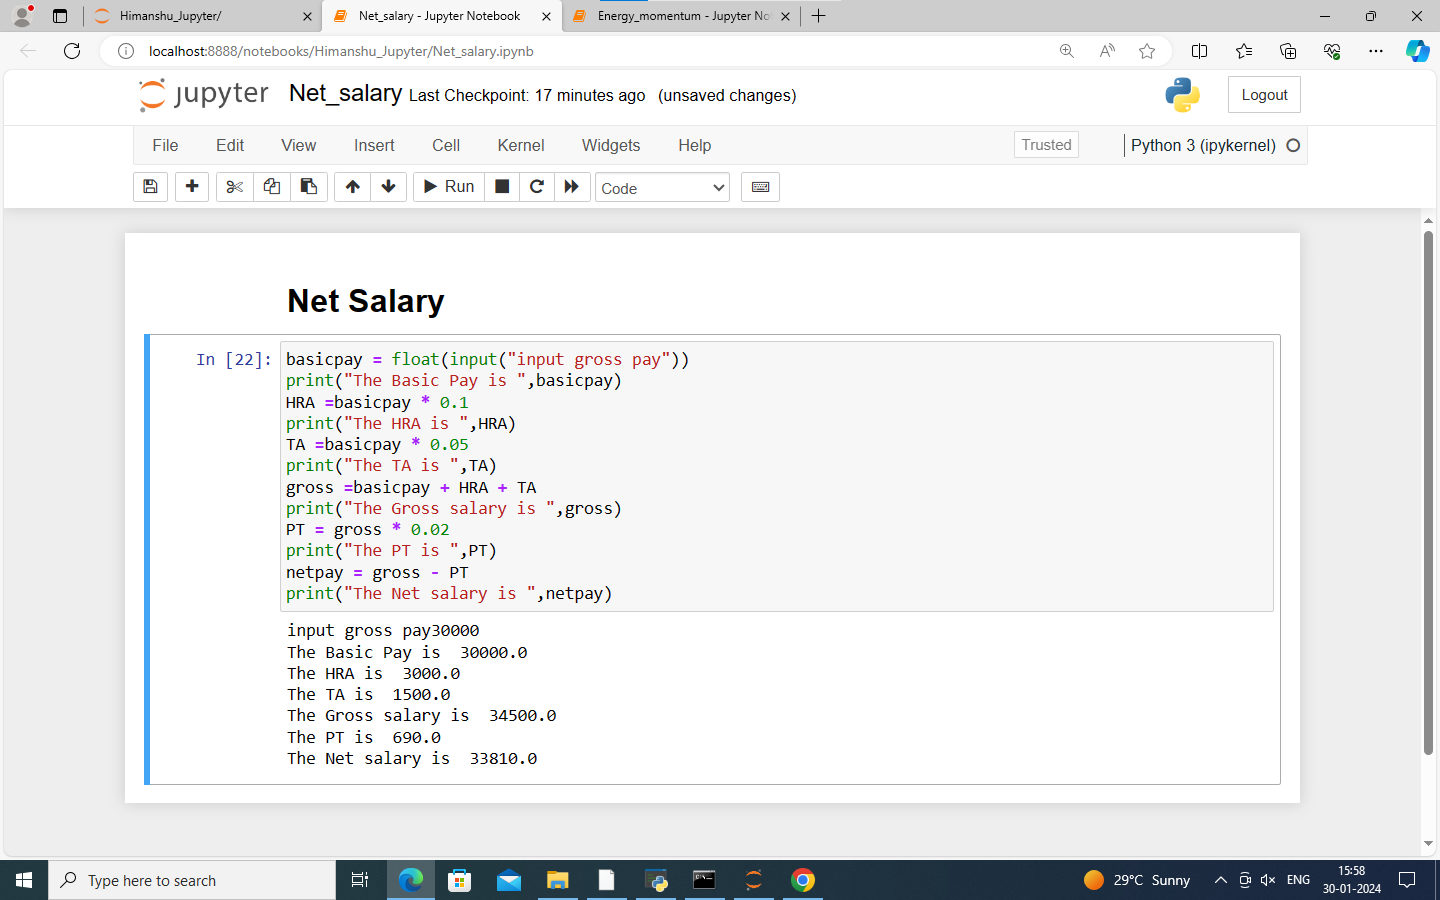 Himanshu_Jupyter/
Net_salary - Jupyter Notebook
Energy_momentum - Jupyter No
localhost:8888/notebooks/Himanshu_Jupyter/Net_salary.ipynb
jupyter Net_salary Last Checkpoint: 17 minutes ago (unsaved changes)
Logout
File Edit View Insert Cell Kernel Widgets Help
Trusted
Python 3 (ipykernel)
Run
Code
Net Salary
In [22]: basicpay = float(input("input gross pay"))
print("The Basic Pay is ",basicpay)
HRA =basicpay * 0.1
print("The HRA is ",HRA)
TA =basicpay * 0.05
print("The TA is ",TA)
gross =basicpay + HRA + TA
print("The Gross salary is ",gross)
PT = gross * 0.02
print("The PT is ",PT)
netpay = gross - PT
print("The Net salary is ",netpay)
input gross pay30000
The Basic Pay is  30000.0
The HRA is  3000.0
The TA is  1500.0
The Gross salary is  34500.0
The PT is  690.0
The Net salary is  33810.0
Type here to search
29°C Sunny
ENG
15:58
30-01-2024